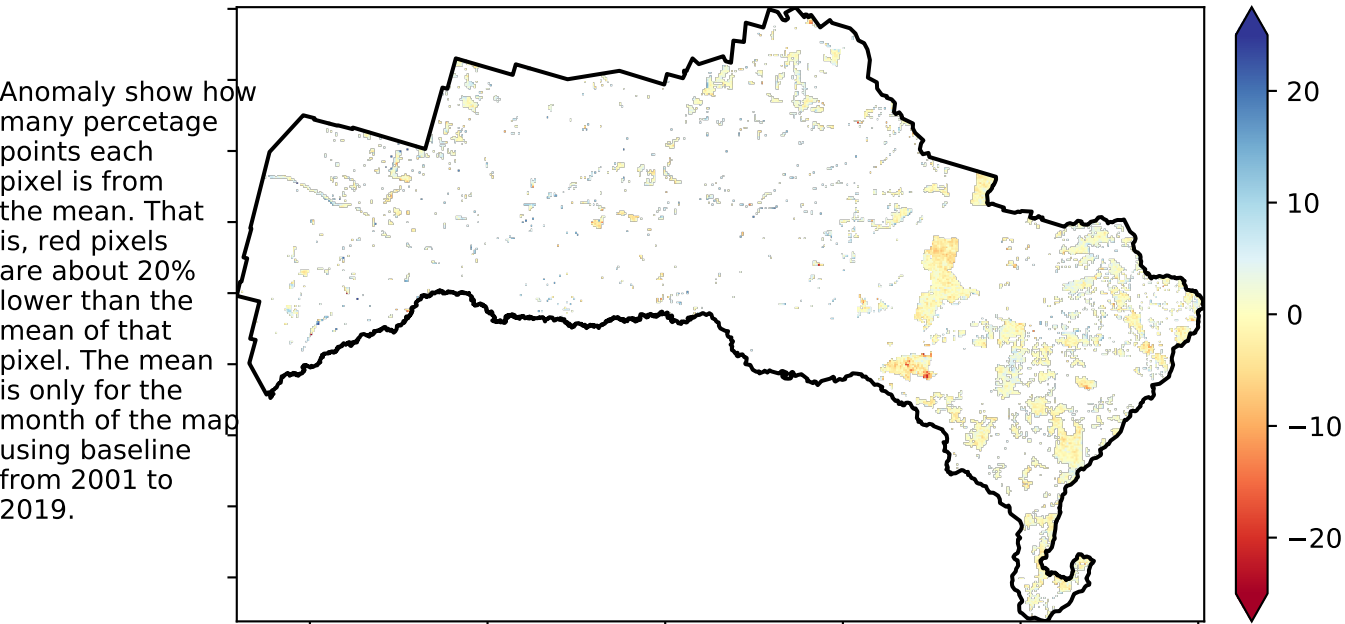 Anomaly show how
many percetage
points each
pixel is from
the mean. That
is, red pixels
are about 20%
lower than the
mean of that
pixel. The mean
is only for the
month of the map
using baseline
from 2001 to
2019.
20
10
0
−10
−20